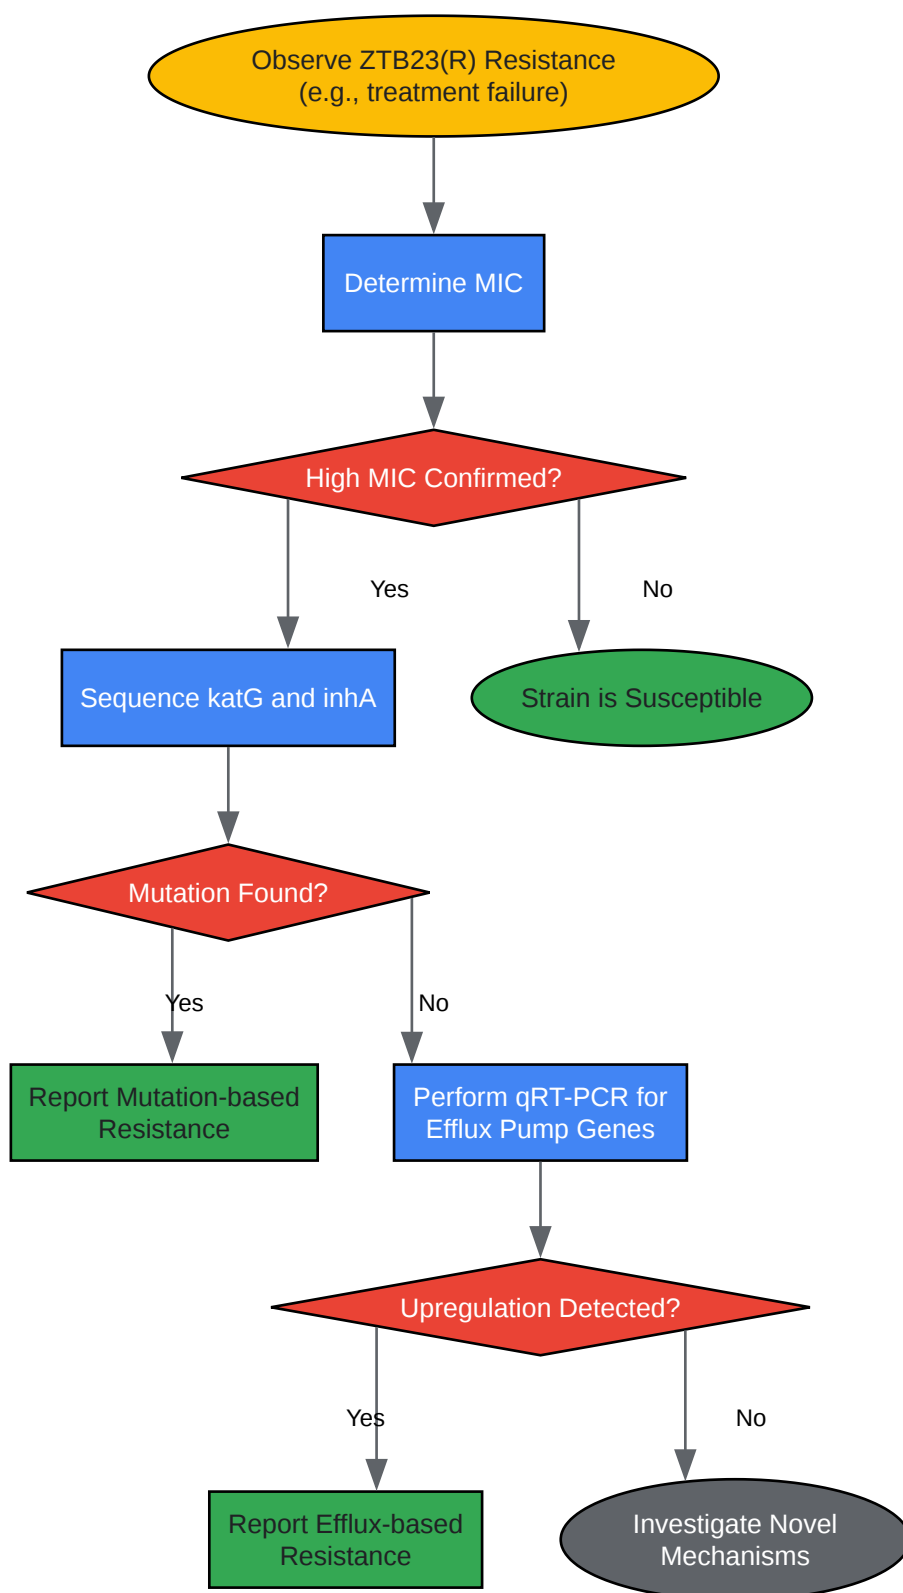 Observe ZTB23(R) Resistance
(e.g., treatment failure)
Determine MIC
High MIC Confirmed?
Yes
No
Sequence katG and inhA
Strain is Susceptible
Mutation Found?
Yes
No
Report Mutation-based
Resistance
Perform qRT-PCR for
Efflux Pump Genes
Upregulation Detected?
Yes
No
Report Efflux-based
Resistance
Investigate Novel
Mechanisms